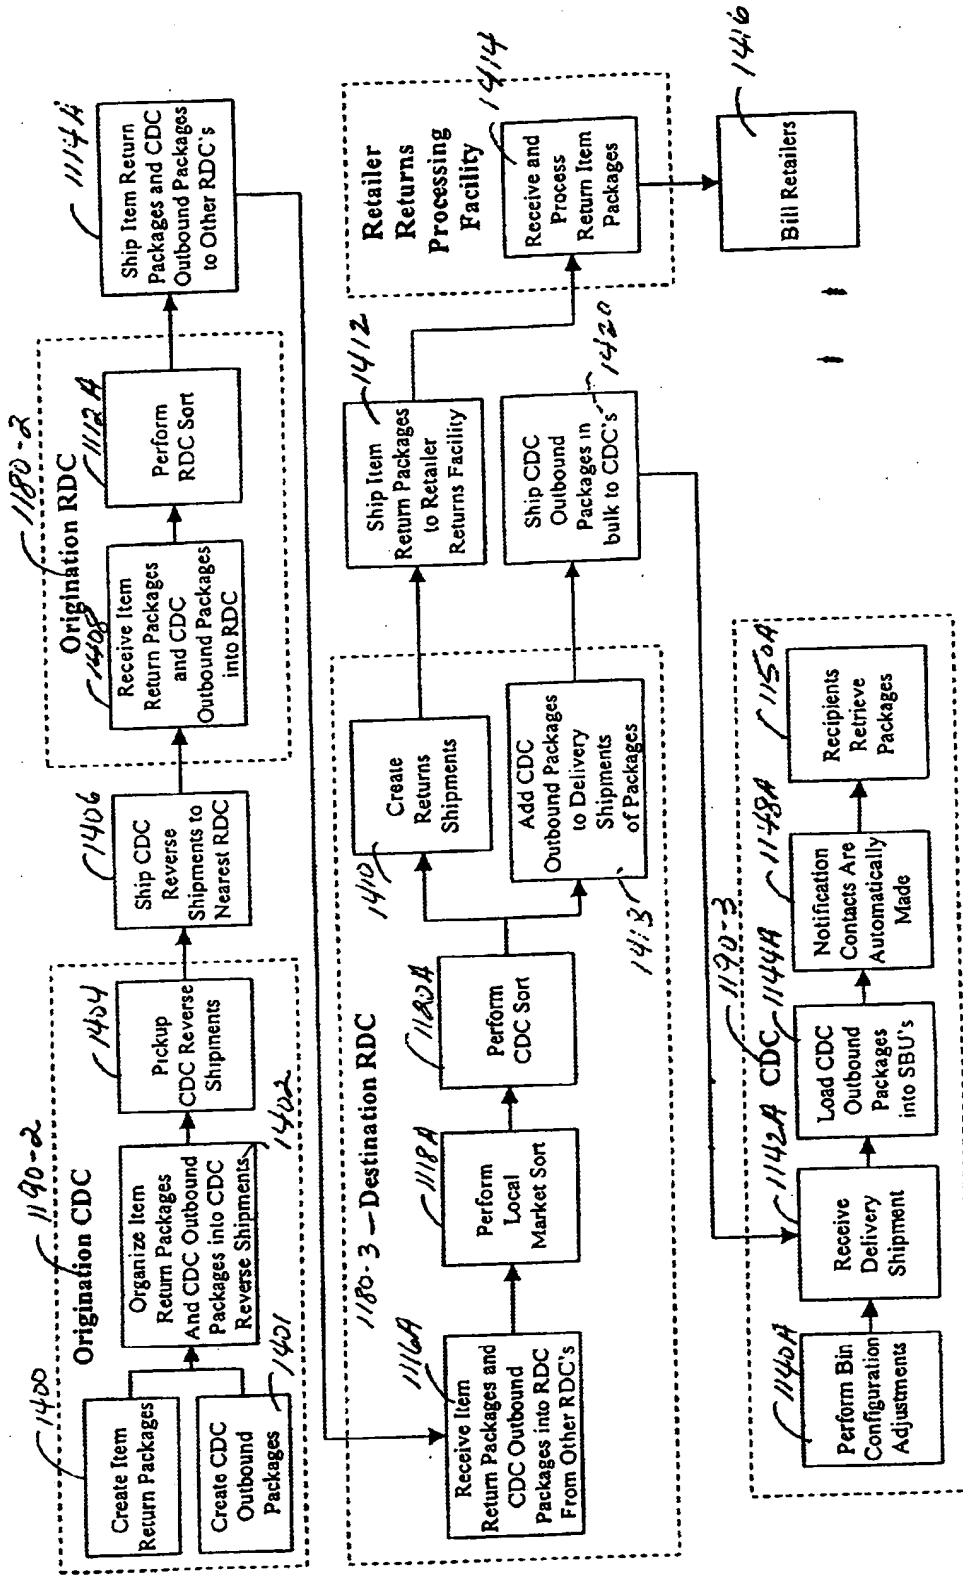 1190-2
Origination CDC
1400
Create Item
Return Packages
Create CDC
Outbound
Packages
1401
Organize Item
Return Packages
And CDC Outbound
Packages into CDC
Reverse Shipments
1402
1404
Pickup
CDC Reverse
Shipments
1406
Ship CDC
Reverse
Shipments to
Nearest RDC
1180-2
Origination RDC
1408
Receive Item
Return Packages
and CDC
Outbound Packages
into RDC
1112A
Perform
RDC Sort
1114A
Ship Item Return
Packages and CDC
Outbound Packages
to Other RDC's
1180-3 – Destination RDC
1116A
Receive Item
Return Packages and
CDC Outbound
Packages into RDC
From Other RDC's
1118A
Perform
Local
Market Sort
1120A
Perform
CDC Sort
1410
Create
Returns
Shipments
Add CDC
Outbound Packages
to Delivery
Shipments
of Packages
1413
1412
Ship Item
Return Packages
to Retailer
Returns Facility
Ship CDC
Outbound
Packages in
bulk to CDC's
1420
Retailer
Returns
Processing
Facility
1414
Receive and
Process
Return Item
Packages
1416
Bill Retailers
1190-3
CDC
1140A
Perform Bin
Configuration
Adjustments
1142A
Receive
Delivery
Shipment
1144A
Load CDC
Outbound
Packages
into SBU's
1148A
Notification
Contacts Are
Automatically
Made
1150A
Recipients
Retrieve
Packages